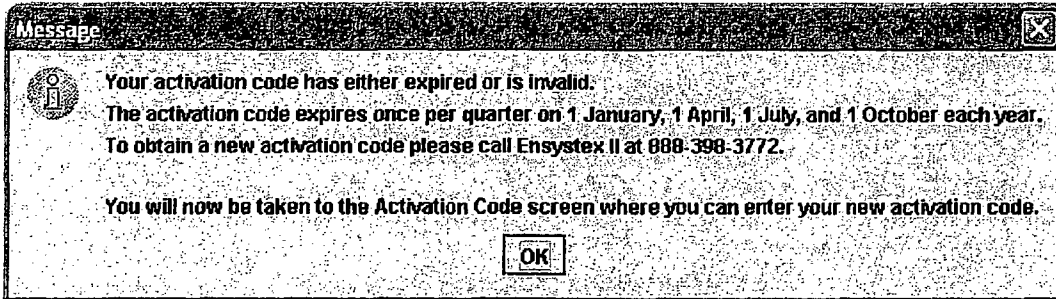 Message
Your activation code has either expired or is invalid.
The activation code expires once per quarter on 1 January, 1 April, 1 July, and 1 October each year.
To obtain a new activation code please call Ensystex II at 888-398-3772.
You will now be taken to the Activation Code screen where you can enter your new activation code.
OK